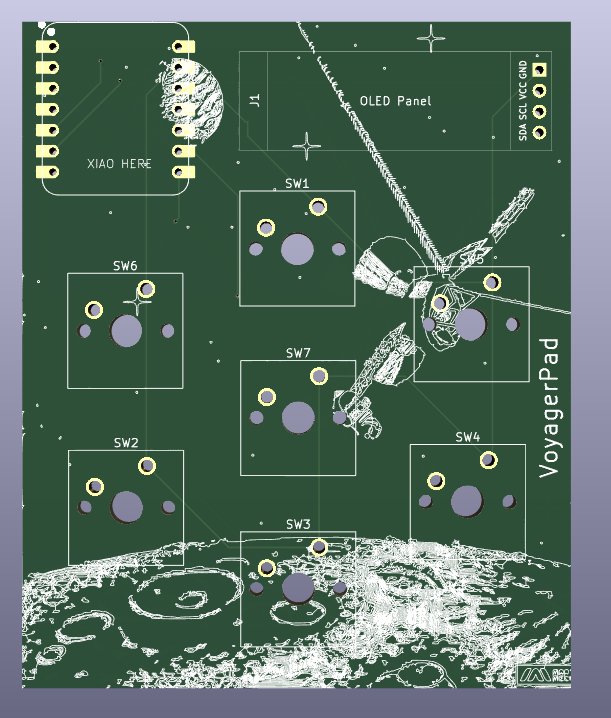 GND
VCC
SCL
SDA
J1
OLED Panel
XIAO HERE
SW1
SW5
SW6
VoyagerPad
SW7
SW2
SW4
SW3